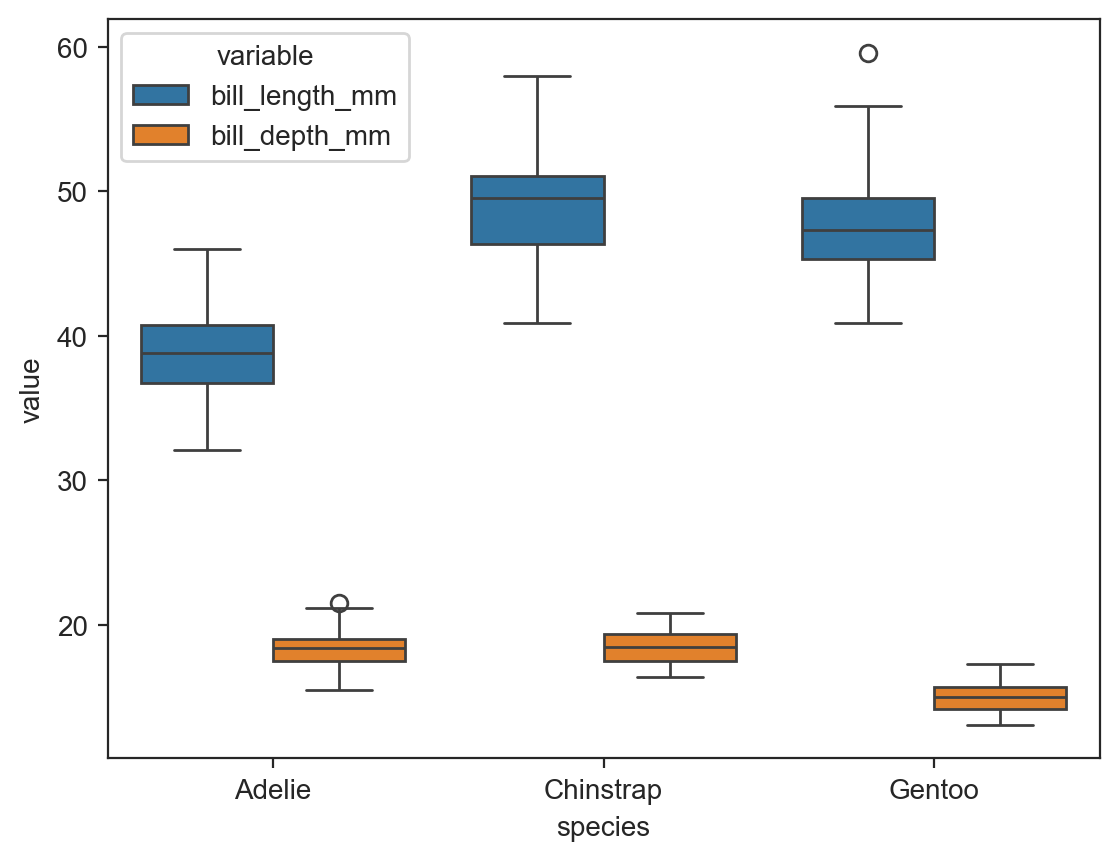 variable
bill_length_mm
bill_depth_mm
60
50
40
30
20
value
Adelie Chinstrap Gentoo
species